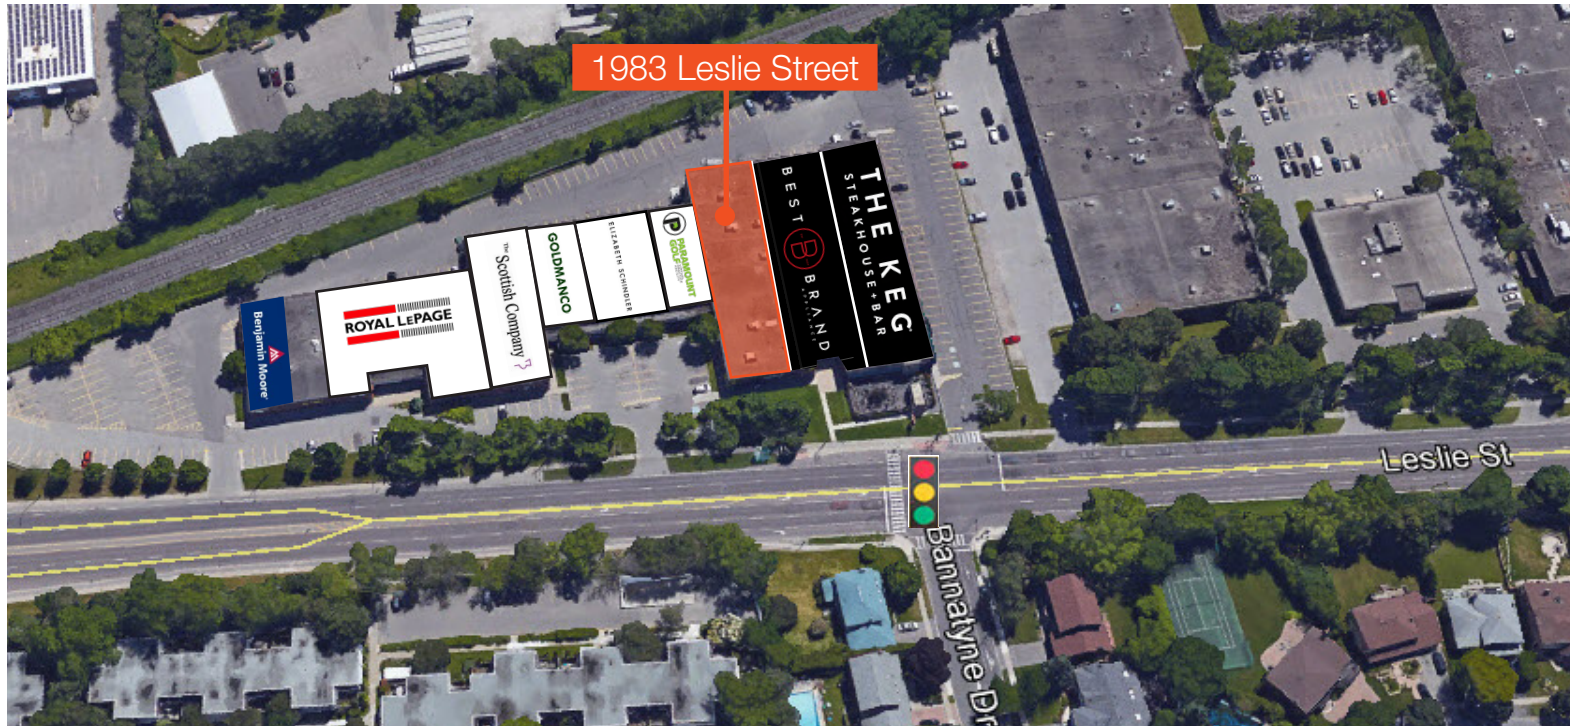 1983 Leslie Street
Benjamin Moore®
ROYAL LEPAGE
The
Scottish Company
GOLDMANCO
ELIZABETH SCHINDLER
P
PARAMOUNT
GOLF
BEST
B
BRAND
THE KEG
STEAKHOUSE + BAR
Leslie St
Bannatyne Dr